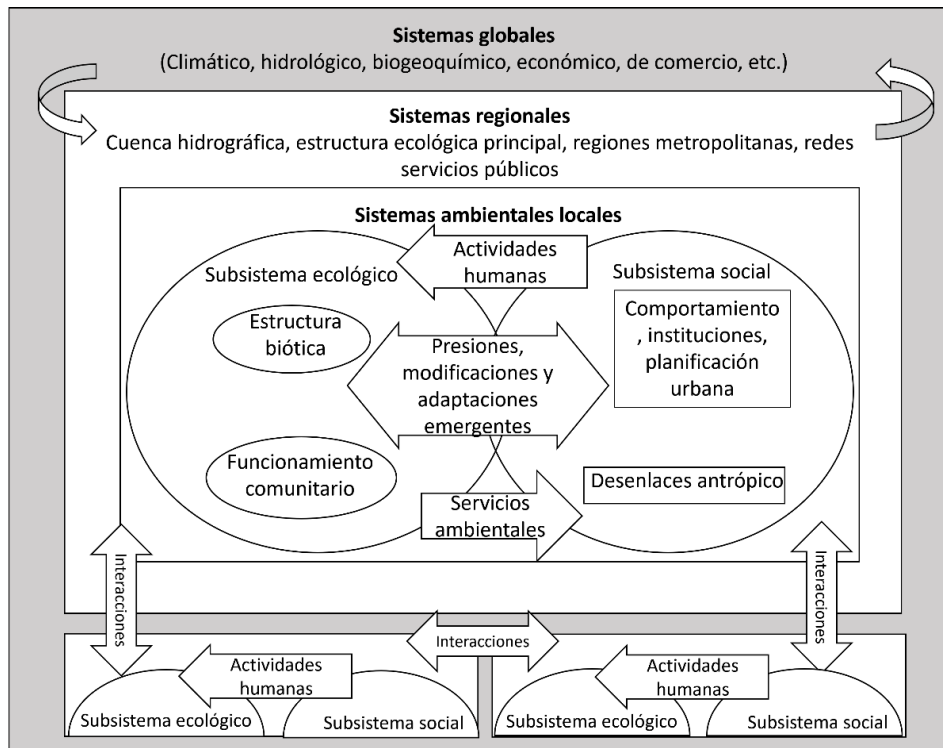 Sistemas globales
(Climático, hidrológico, biogeoquímico, económico, de comercio, etc.)
Sistemas regionales
Cuenca hidrográfica, estructura ecológica principal, regiones metropolitanas, redes
servicios públicos
Sistemas ambientales locales
Actividades
humanas
Subsistema ecológico
Subsistema social
Estructura
biótica
Comportamiento
, instituciones,
planificación
urbana
Presiones,
modificaciones y
adaptaciones
emergentes
Funcionamiento
comunitario
Desenlaces antrópico
Servicios
ambientales
Interacciones
Interacciones
Interacciones
Actividades
humanas
Subsistema ecológico
Subsistema social
Actividades
humanas
Subsistema ecológico
Subsistema social